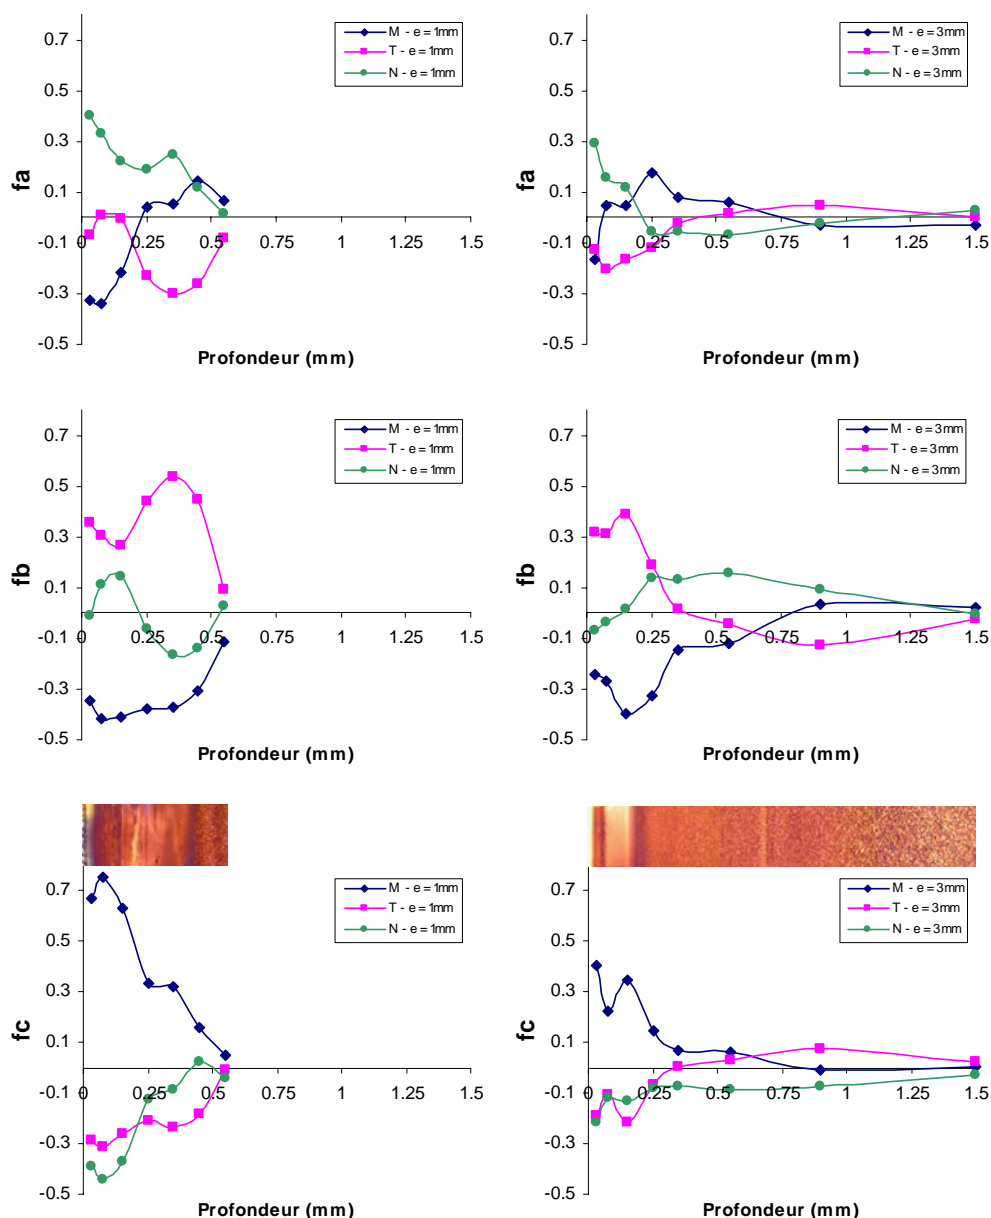 0.7
0.5
0.3
0.1
-0.1
-0.3
-0.5
fa
0 0.25 0.5 0.75 1 1.25 1.5
Profondeur (mm)
M - e = 1mm
T - e = 1mm
N - e = 1mm
0.7
0.5
0.3
0.1
-0.1
-0.3
-0.5
fa
0 0.25 0.5 0.75 1 1.25 1.5
Profondeur (mm)
M - e = 3mm
T - e = 3mm
N - e = 3mm
0.7
0.5
0.3
0.1
-0.1
-0.3
-0.5
fb
0 0.25 0.5 0.75 1 1.25 1.5
Profondeur (mm)
M - e = 1mm
T - e = 1mm
N - e = 1mm
0.7
0.5
0.3
0.1
-0.1
-0.3
-0.5
fb
0 0.25 0.5 0.75 1 1.25 1.5
Profondeur (mm)
M - e = 3mm
T - e = 3mm
N - e = 3mm
0.7
0.5
0.3
0.1
-0.1
-0.3
-0.5
fc
0 0.25 0.5 0.75 1 1.25 1.5
Profondeur (mm)
M - e = 1mm
T - e = 1mm
N - e = 1mm
0.7
0.5
0.3
0.1
-0.1
-0.3
-0.5
fc
0 0.25 0.5 0.75 1 1.25 1.5
Profondeur (mm)
M - e = 3mm
T - e = 3mm
N - e = 3mm